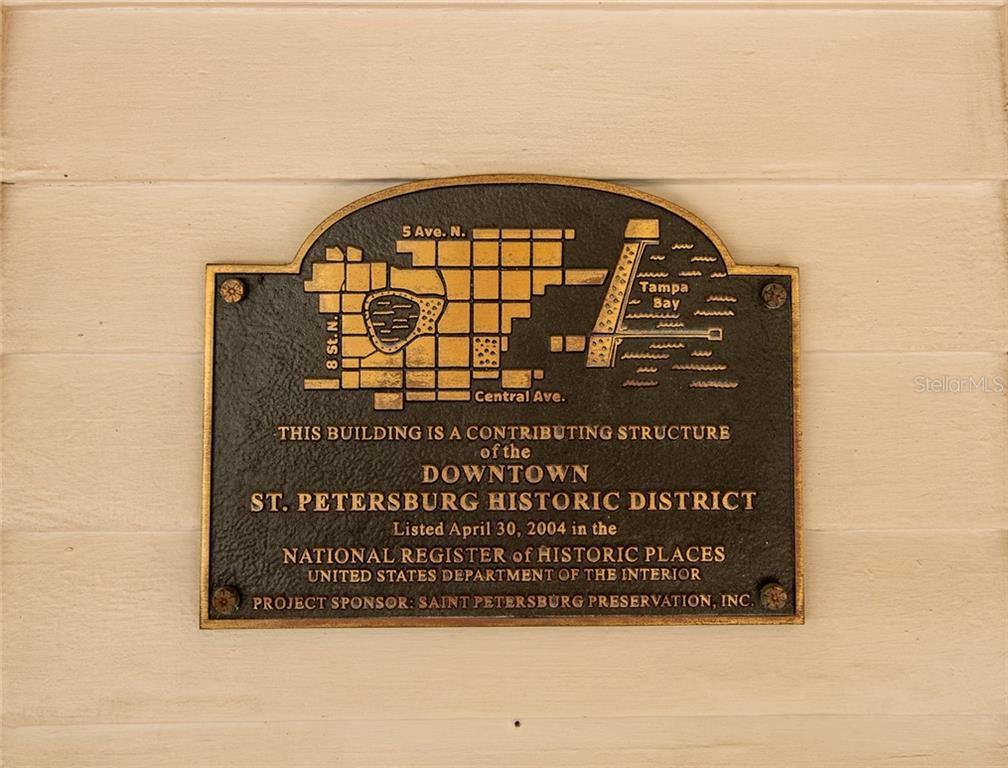 5 Ave. N.
Tampa
Bay
8 St. N.
Central Ave.
THIS BUILDING IS A CONTRIBUTING STRUCTURE
of the
DOWNTOWN
ST. PETERSBURG HISTORIC DISTRICT
Listed April 30, 2004 in the
NATIONAL REGISTER of HISTORIC PLACES
UNITED STATES DEPARTMENT OF THE INTERIOR
PROJECT SPONSOR: SAINT PETERSBURG PRESERVATION, INC.
StellarMLS